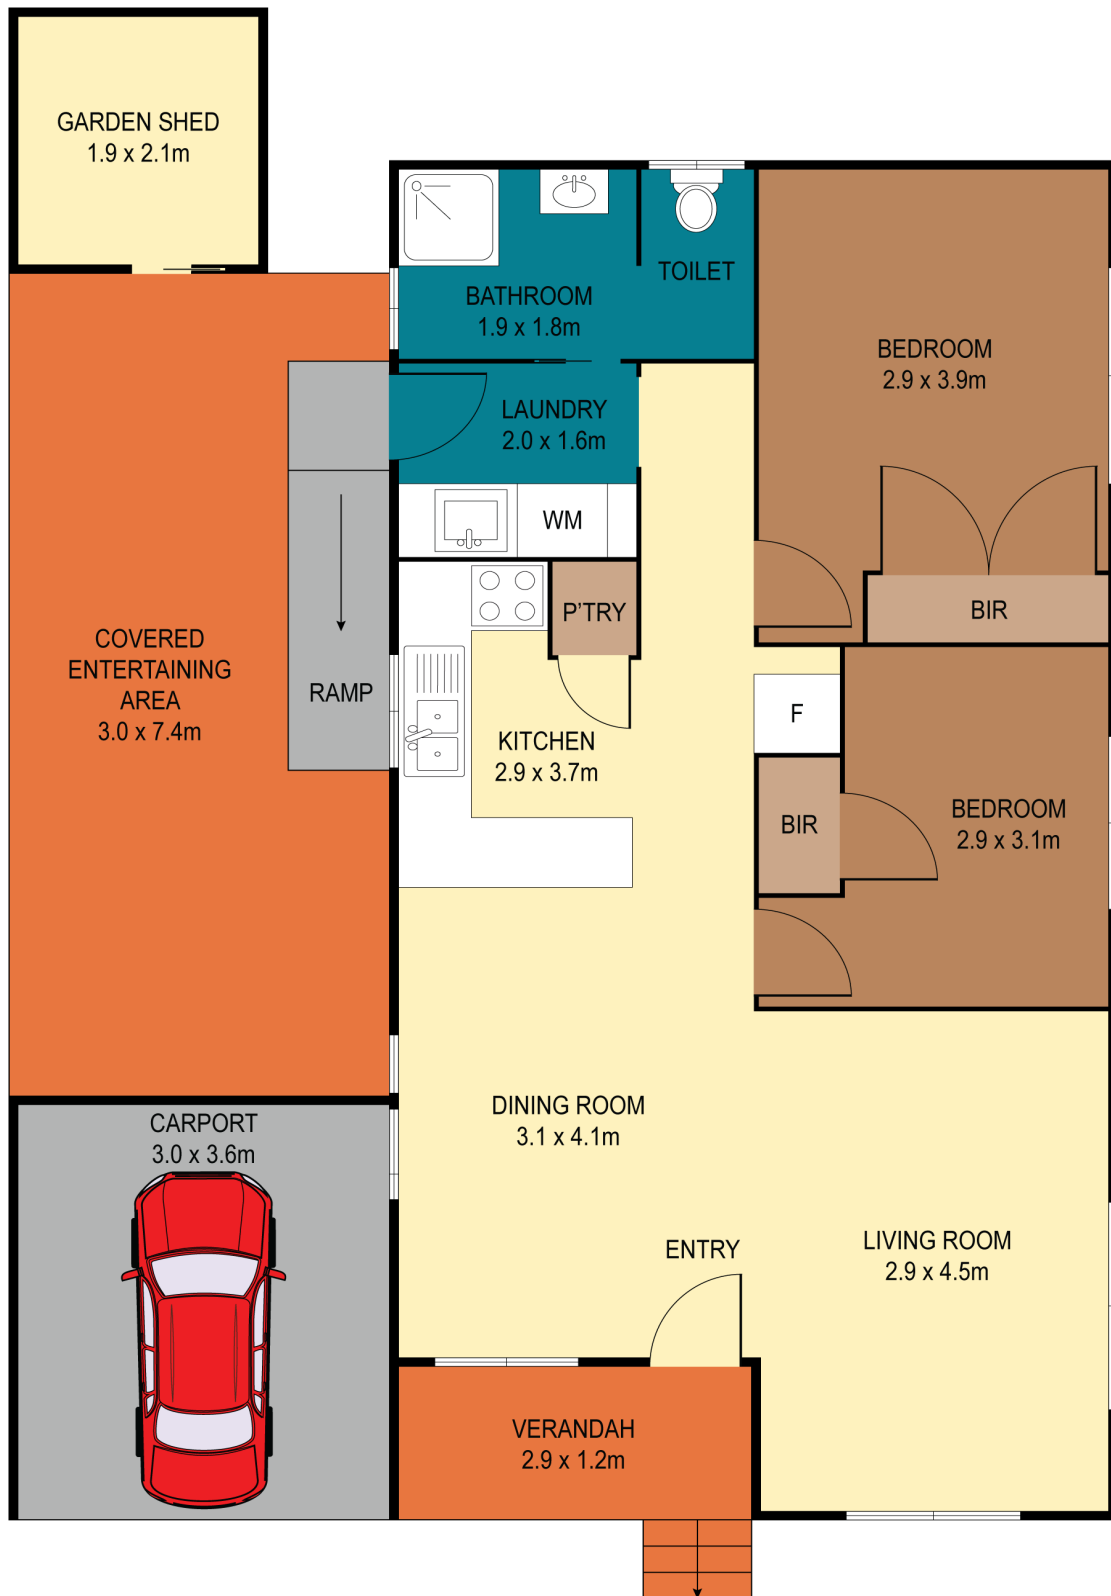 GARDEN SHED
1.9 x 2.1m
TOILET
BATHROOM
1.9 x 1.8m
BEDROOM
2.9 x 3.9m
LAUNDRY
2.0 x 1.6m
WM
P'TRY
BIR
COVERED
ENTERTAINING
AREA
3.0 x 7.4m
RAMP
F
KITCHEN
2.9 x 3.7m
BIR
BEDROOM
2.9 x 3.1m
DINING ROOM
3.1 x 4.1m
CARPORT
3.0 x 3.6m
ENTRY
LIVING ROOM
2.9 x 4.5m
VERANDAH
2.9 x 1.2m